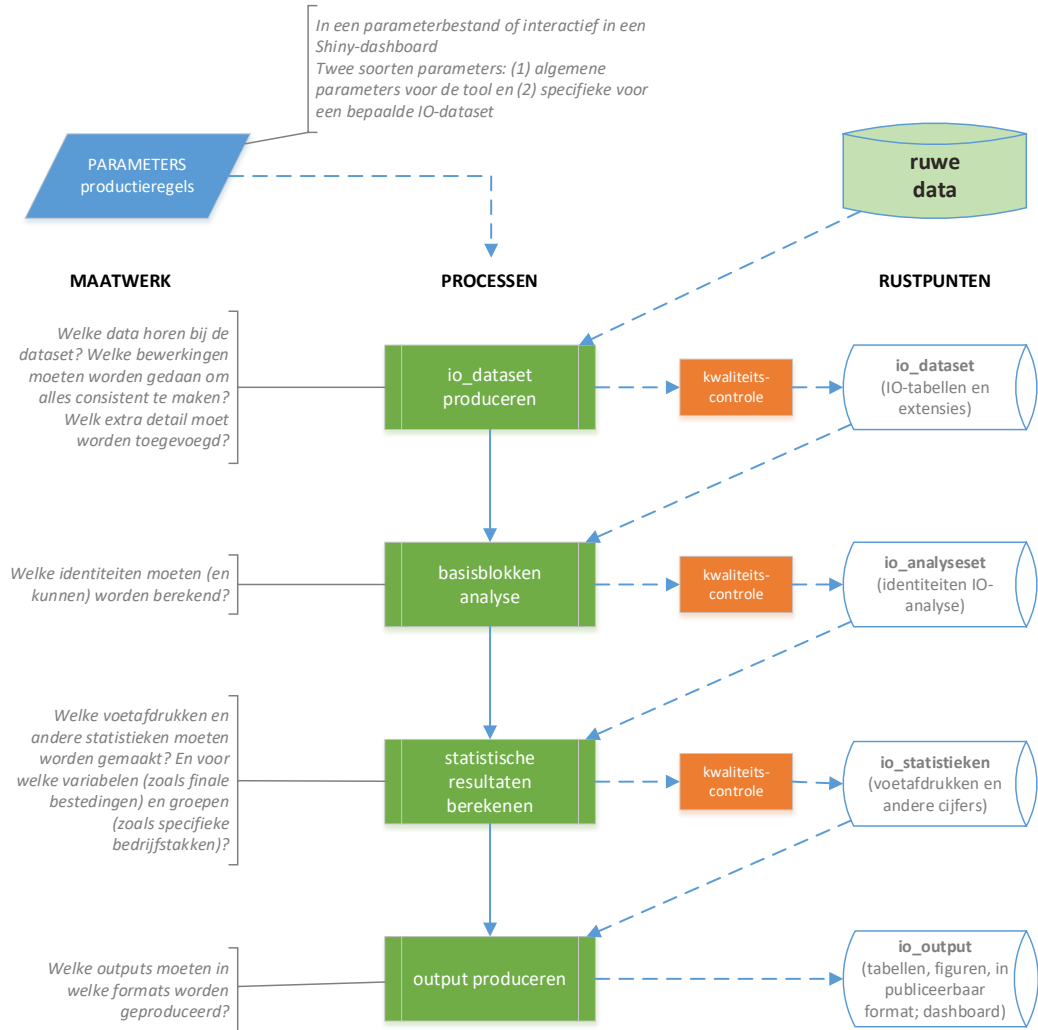 In een parameterbestand of interactief in een
Shiny-dashboard
Twee soorten parameters: (1) algemene
parameters voor de tool en (2) specifieke voor
een bepaalde IO-dataset
PARAMETERS
productieregels
ruwe
data
MAATWERK
PROCESSEN
RUSTPUNTEN
Welke data horen bij de
dataset? Welke bewerkingen
moeten worden gedaan om
alles consistent te maken?
Welk extra detail moet
worden toegevoegd?
io_dataset
produceren
kwaliteits-
controle
io_dataset
(IO-tabellen en
extensies)
Welke identiteiten moeten (en
kunnen) worden berekend?
basisblokken
analyse
kwaliteits-
controle
io_analyseset
(identiteiten IO-
analyse)
Welke voetafdrukken en
andere statistieken moeten
worden gemaakt? En voor
welke variabelen (zoals finale
bestedingen) en groepen
(zoals specifieke
bedrijfstakken)?
statistische
resultaten
berekenen
kwaliteits-
controle
io_statistieken
(voetafdrukken en
andere cijfers)
Welke outputs moeten in
welke formats worden
geproduceerd?
output produceren
io_output
(tabellen, figuren, in
publiceerbaar
format; dashboard)